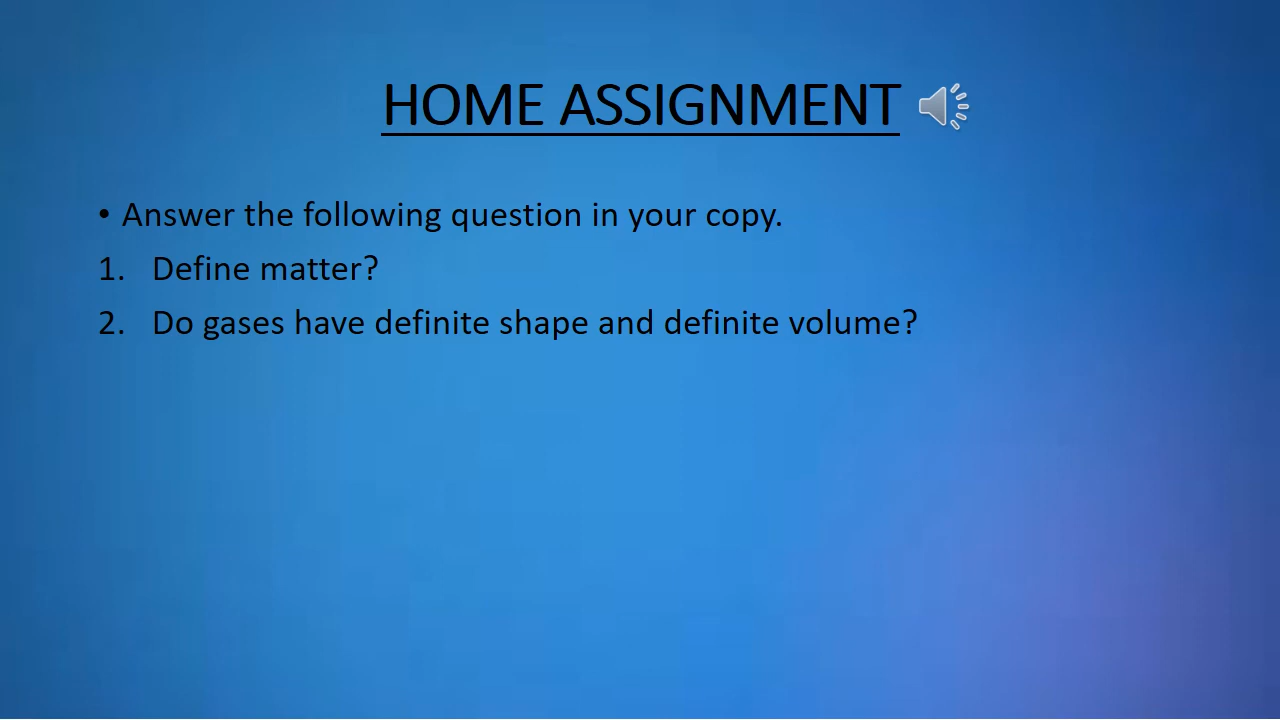 HOME ASSIGNMENT
• Answer the following question in your copy.
1. Define matter?
2. Do gases have definite shape and definite volume?